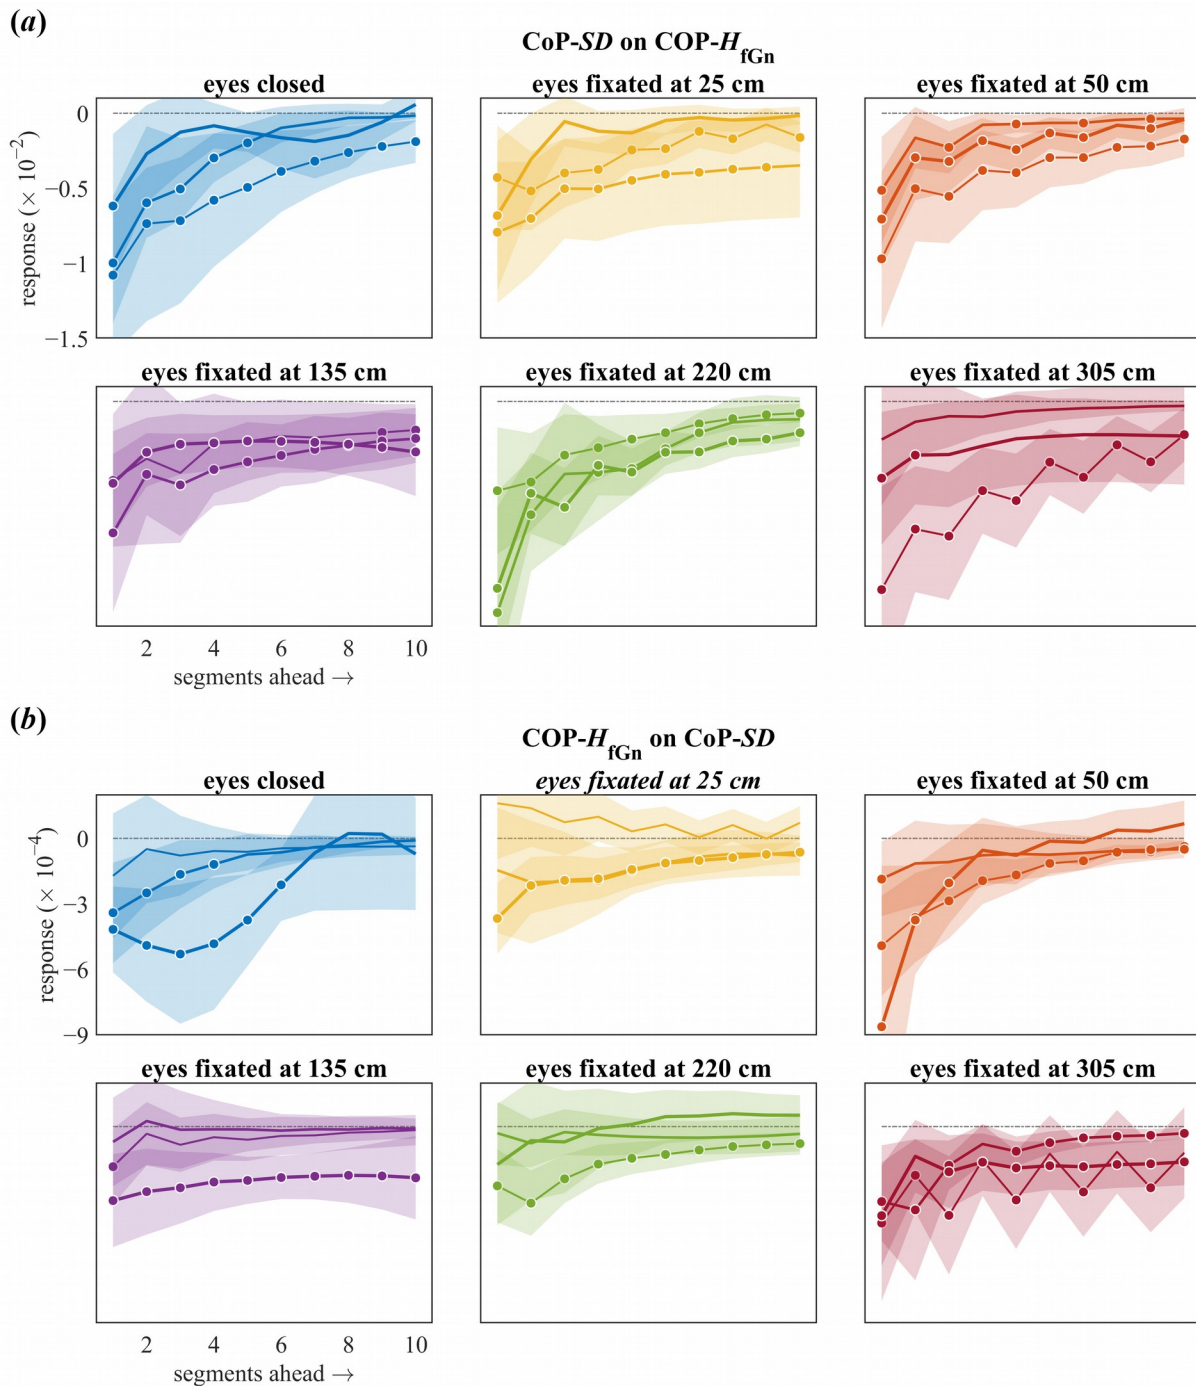 (a)
CoP-SD on COP-H_fGn
eyes closed
eyes fixated at 25 cm
eyes fixated at 50 cm
0
−0.5
−1
−1.5
response (× 10⁻²)
eyes fixated at 135 cm
eyes fixated at 220 cm
eyes fixated at 305 cm
2 4 6 8 10
segments ahead →
(b)
COP-H_fGn on CoP-SD
eyes closed
eyes fixated at 25 cm
eyes fixated at 50 cm
0
−3
−6
−9
response (× 10⁻⁴)
eyes fixated at 135 cm
eyes fixated at 220 cm
eyes fixated at 305 cm
2 4 6 8 10
segments ahead →